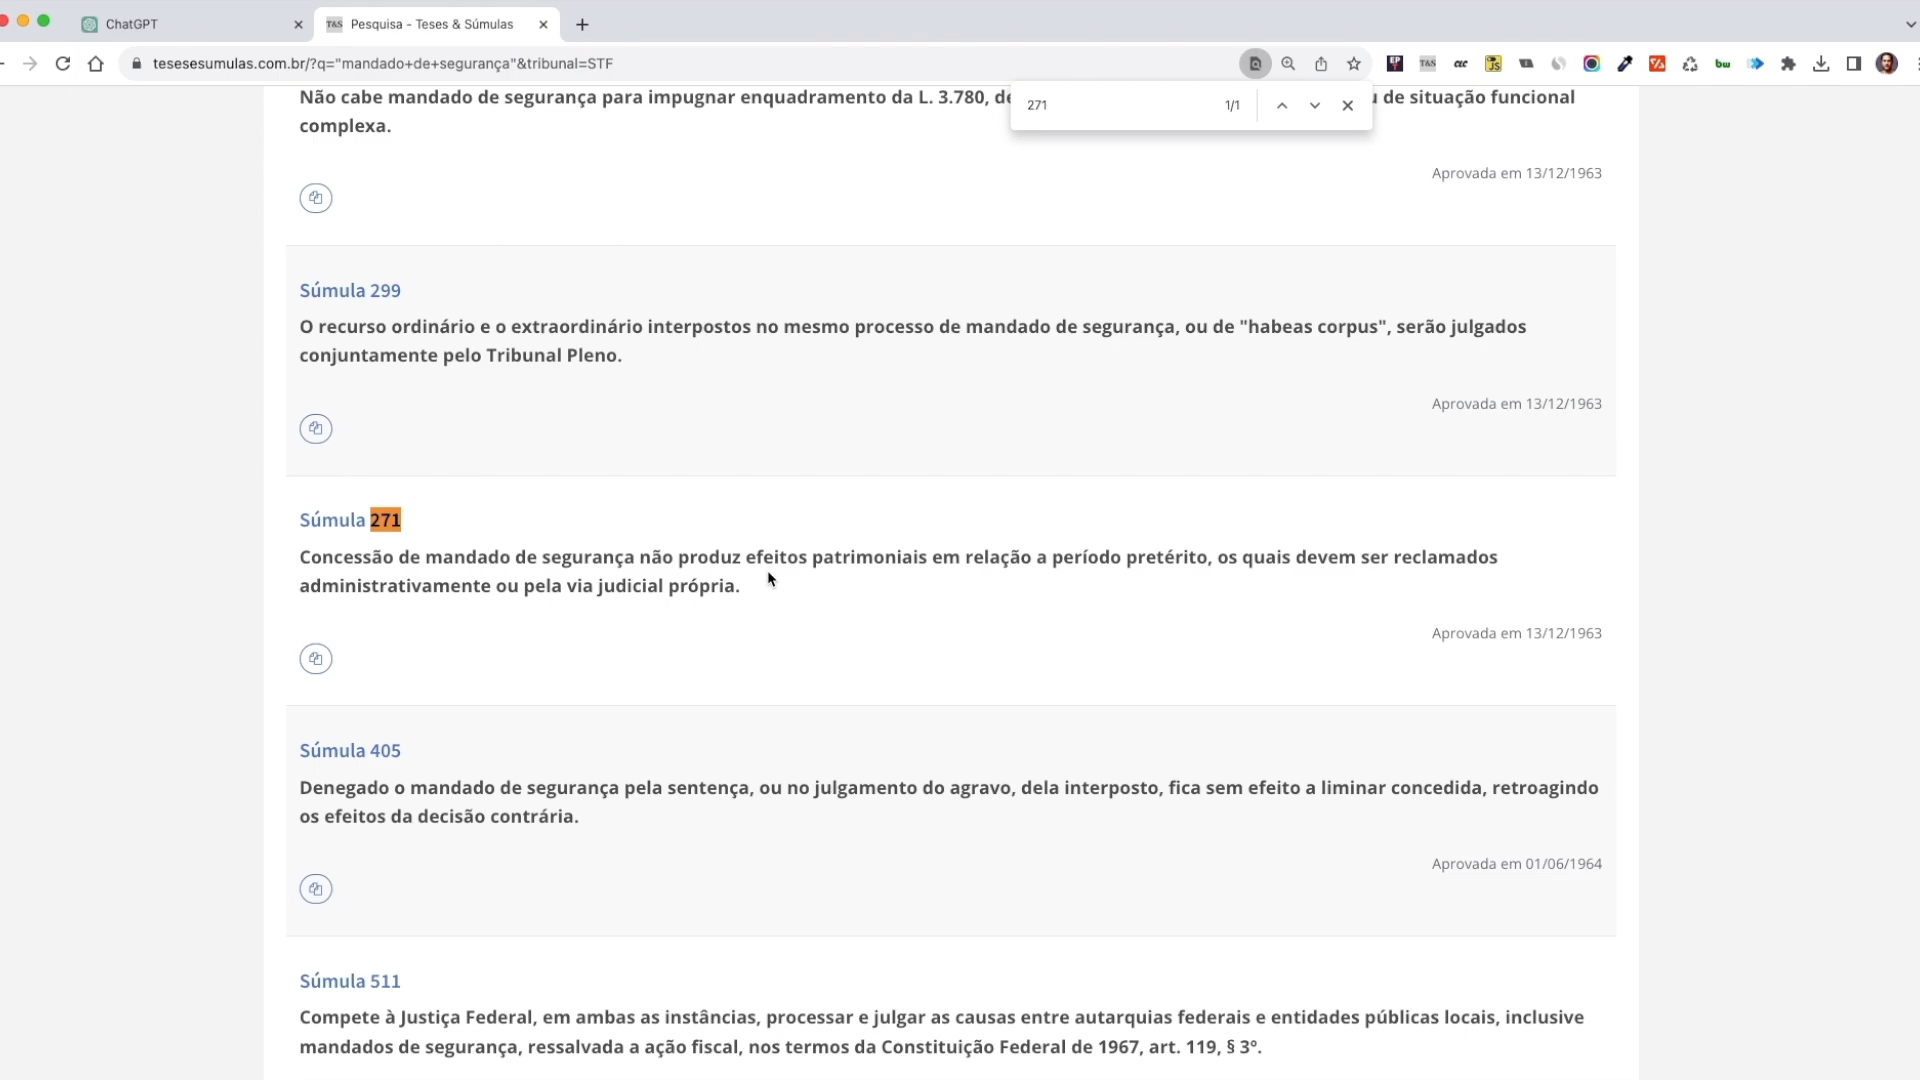 ChatGPT
T&S Pesquisa - Teses & Súmulas
tesesesumulas.com.br/?q="mandado+de+segurança"&tribunal=STF
271
1/1
Não cabe mandado de segurança para impugnar enquadramento da L. 3.780, de
de situação funcional
complexa.
Aprovada em 13/12/1963
Súmula 299
O recurso ordinário e o extraordinário interpostos no mesmo processo de mandado de segurança, ou de "habeas corpus", serão julgados
conjuntamente pelo Tribunal Pleno.
Aprovada em 13/12/1963
Súmula 271
Concessão de mandado de segurança não produz efeitos patrimoniais em relação a período pretérito, os quais devem ser reclamados
administrativamente ou pela via judicial própria.
Aprovada em 13/12/1963
Súmula 405
Denegado o mandado de segurança pela sentença, ou no julgamento do agravo, dela interposto, fica sem efeito a liminar concedida, retroagindo
os efeitos da decisão contrária.
Aprovada em 01/06/1964
Súmula 511
Compete à Justiça Federal, em ambas as instâncias, processar e julgar as causas entre autarquias federais e entidades públicas locais, inclusive
mandados de segurança, ressalvada a ação fiscal, nos termos da Constituição Federal de 1967, art. 119, § 3º.